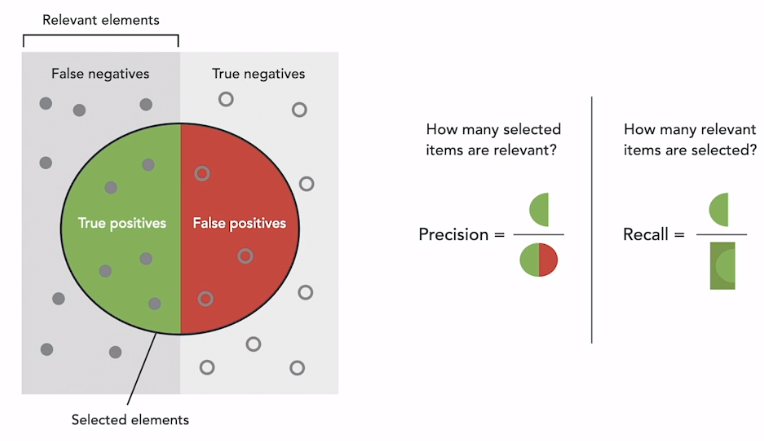 Relevant elements
False negatives
True negatives
True positives
False positives
Selected elements
How many selected
items are relevant?
Precision =
How many relevant
items are selected?
Recall =